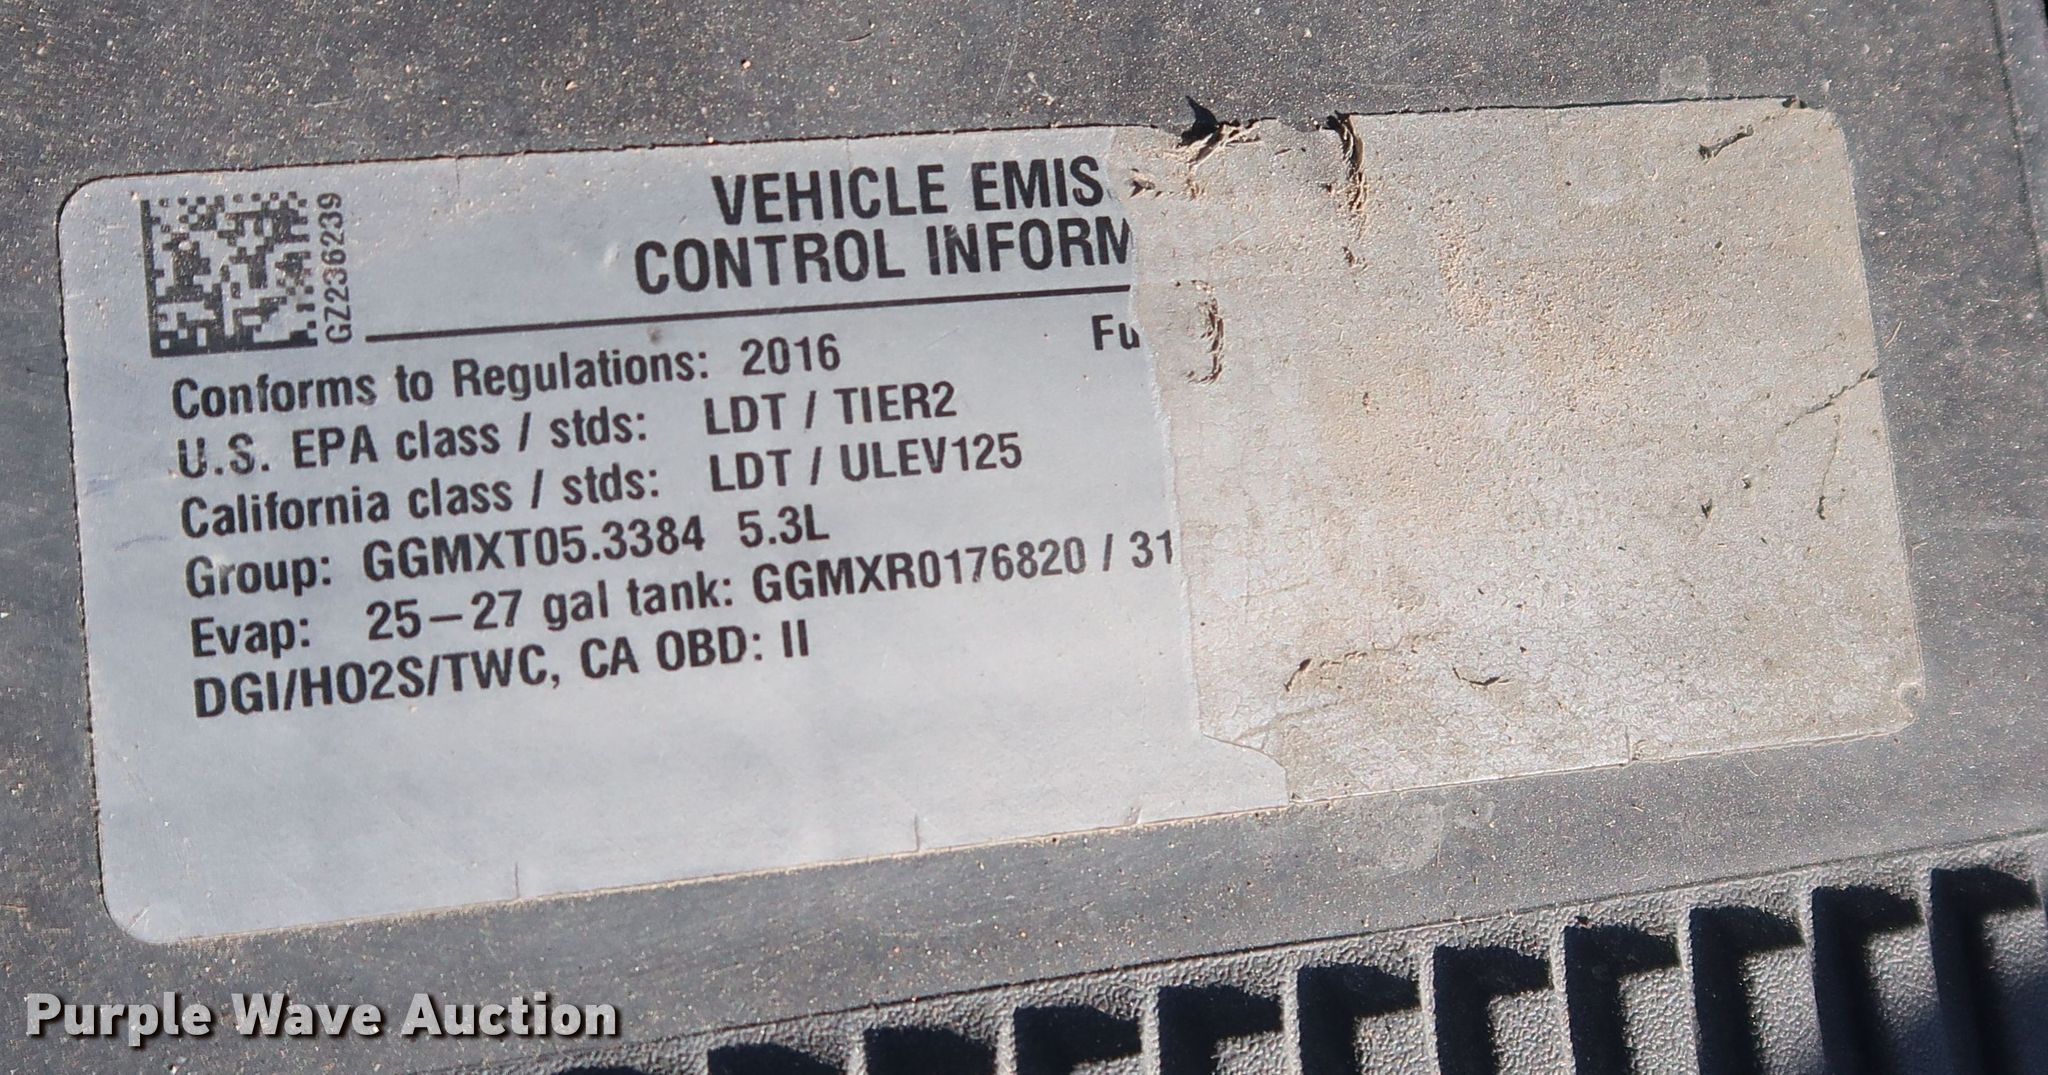 GZ236239
VEHICLE EMIS
CONTROL INFORM
Conforms to Regulations: 2016 Fu
U.S. EPA class / stds: LDT / TIER2
California class / stds: LDT / ULEV125
Group: GGMXT05.3384 5.3L
Evap: 25-27 gal tank: GGMXR0176820 / 31
DGI/HO2S/TWC, CA OBD: II
Purple Wave Auction